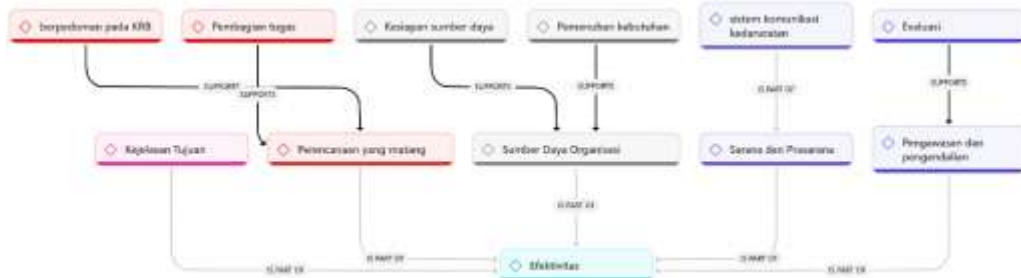 berpedoman pada KRB
Pembagian tugas
Kesiapan sumber daya
Pemenuhan kebutuhan
sistem komunikasi
kedaruratan
Evaluasi
SUPPORTS
SUPPORTS
SUPPORTS
SUPPORTS
IS PART OF
SUPPORTS
Kejelasan Tujuan
Perencanaan yang matang
Sumber Daya Organisasi
Sarana dan Prasarana
Pengawasan dan
pengendalian
IS PART OF
IS PART OF
IS PART OF
IS PART OF
IS PART OF
Efektivitas